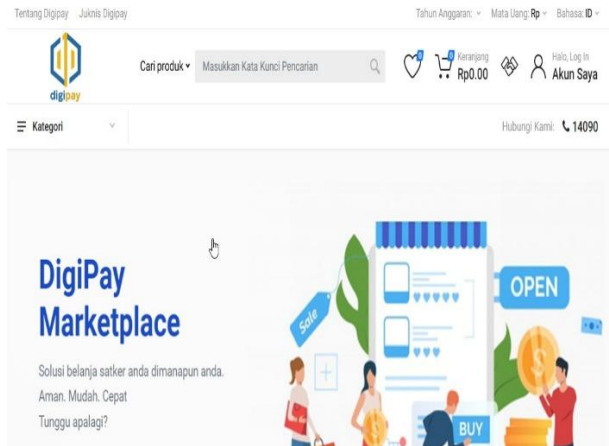 Tentang Digipay Juknis Digipay Tahun Anggaran: Mata Uang: Rp Bahasa: ID
digipay
Cari produk Masukkan Kata Kunci Pencarian 0 0 Keranjang Halo, Log In
Rp0.00 Akun Saya
Kategori Hubungi Kami: 14090
DigiPay
Marketplace
Solusi belanja satker anda dimanapun anda.
Aman. Mudah. Cepat
Tunggu apalagi?
Sale
OPEN
BUY